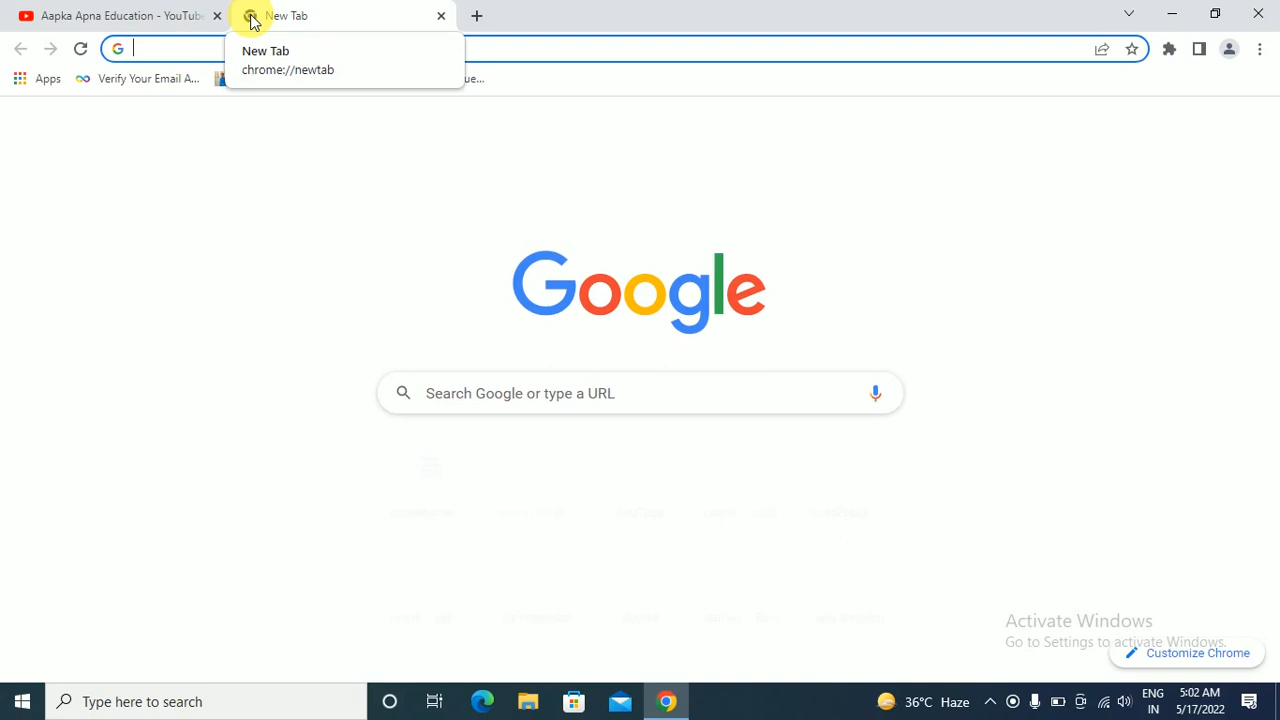 Aapka Apna Education - YouTube
New Tab
New Tab
chrome://newtab
Apps
Verify Your Email A...
ue...
Google
Search Google or type a URL
Activate Windows
Go to Settings to activate Windows.
Customize Chrome
Type here to search
36°C Haze
ENG
IN
5:02 AM
5/17/2022